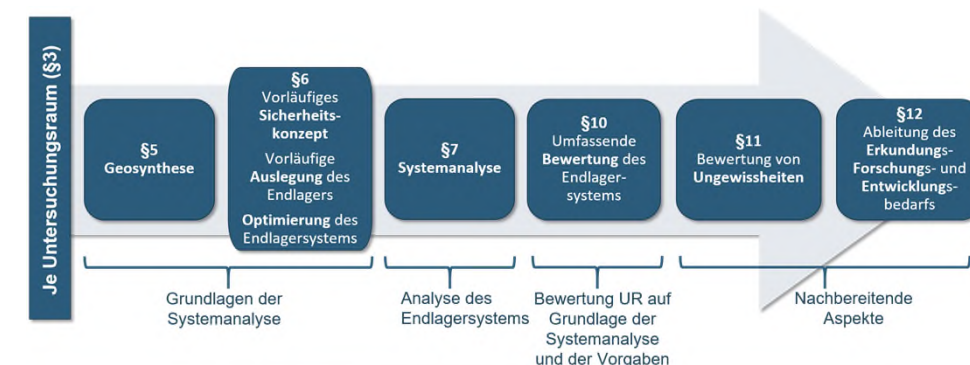 Je Untersuchungsraum (§3)
§5
Geosynthese
§6
Vorläufiges
Sicherheits-
konzept
Vorläufige
Auslegung des
Endlagers
Optimierung des
Endlagersystems
§7
Systemanalyse
§10
Umfassende
Bewertung des
Endlager-
systems
§11
Bewertung von
Ungewissheiten
§12
Ableitung des
Erkundungs-
Forschungs- und
Entwicklungs-
bedarfs
Grundlagen der
Systemanalyse
Analyse des
Endlagersystems
Bewertung UR auf
Grundlage der
Systemanalyse
und der Vorgaben
Nachbereitende
Aspekte